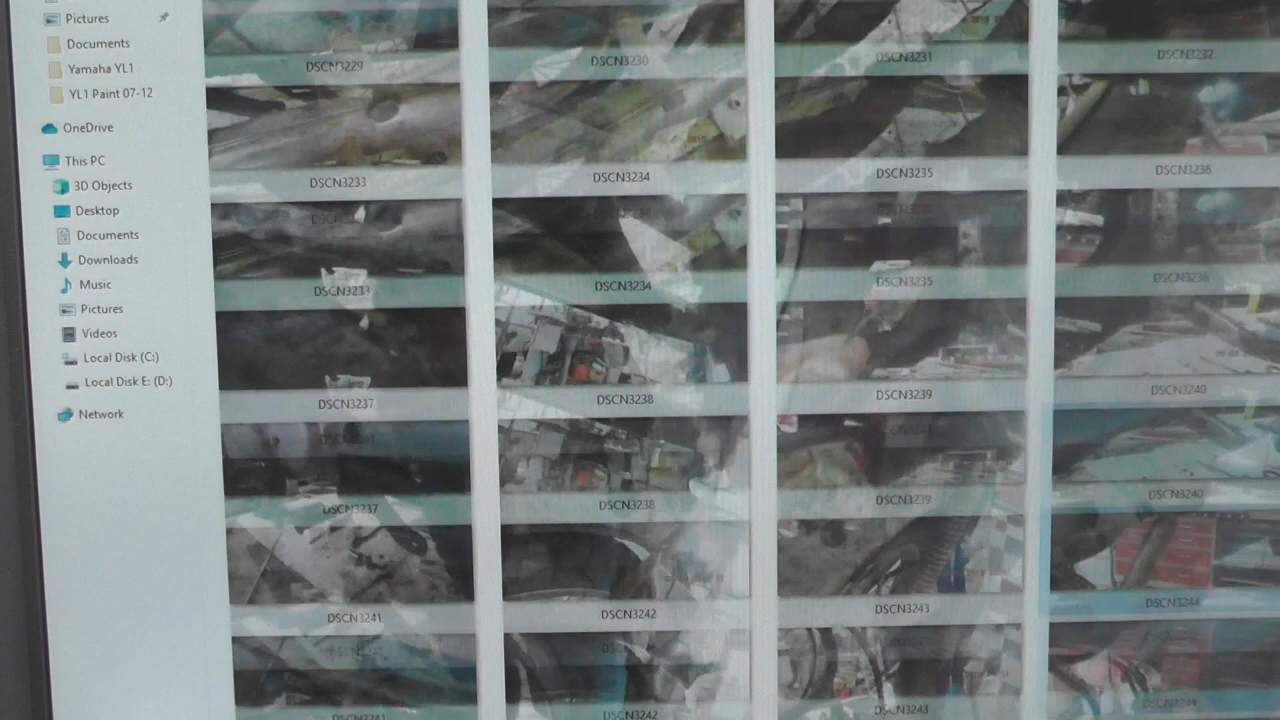 Pictures
Documents
Yamaha YL1
YL1 Paint 07-12
OneDrive
This PC
3D Objects
Desktop
Documents
Downloads
Music
Pictures
Videos
Local Disk (C:)
Local Disk E: (D:)
Network
DSCN3229 DSCN3230 DSCN3231 DSCN3232
DSCN3233 DSCN3234 DSCN3235 DSCN3236
DSCN3233 DSCN3234 DSCN3235 DSCN3236
DSCN3237 DSCN3238 DSCN3239 DSCN3240
DSCN3237 DSCN3238 DSCN3239 DSCN3240
DSCN3241 DSCN3242 DSCN3243 DSCN3244
DSCN3241 DSCN3242 DSCN3243 DSCN3244